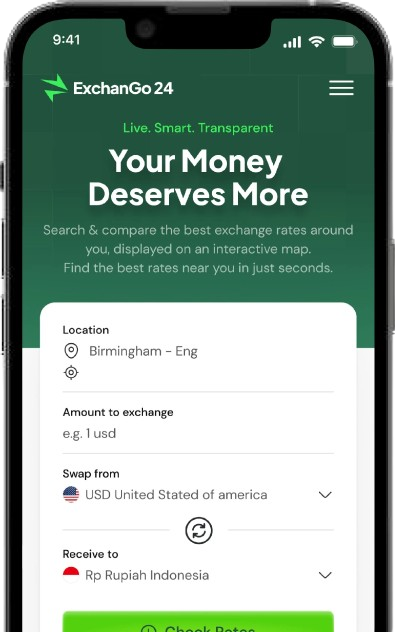 9:41
ExchanGo 24
Live. Smart. Transparent
Your Money
Deserves More
Search & compare the best exchange rates around
you, displayed on an interactive map.
Find the best rates near you in just seconds.
Location
Birmingham - Eng
Amount to exchange
e.g. 1 usd
Swap from
USD United Stated of america
Receive to
Rp Rupiah Indonesia
Check Rates